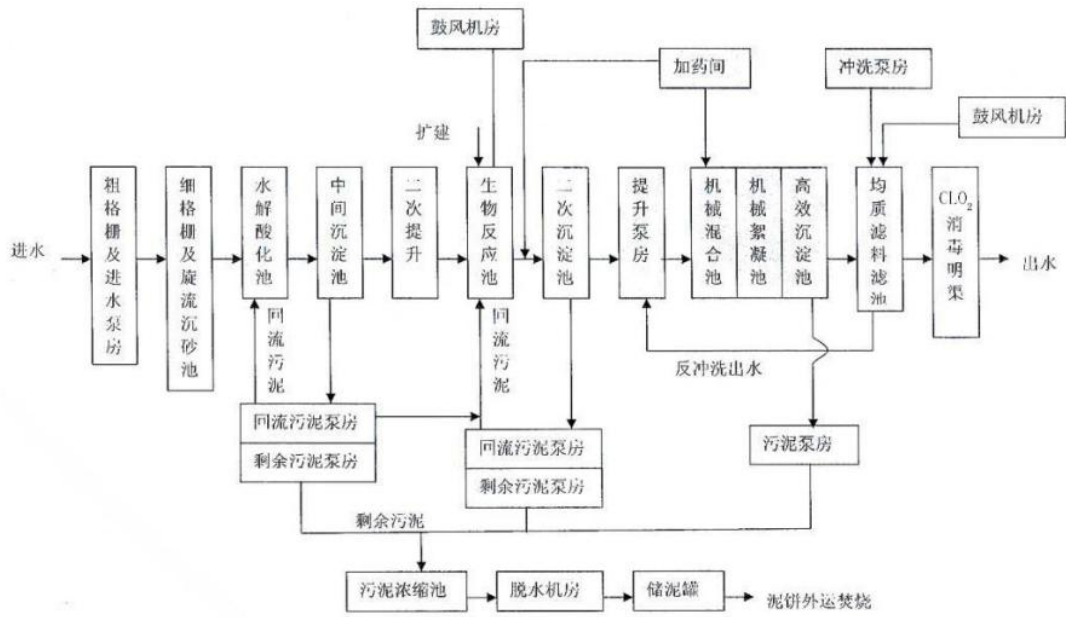 鼓风机房
加药间
冲洗泵房
鼓风机房
扩建
进水
粗格栅及进水泵房
细格栅及旋流沉砂池
水解酸化池
中间沉淀池
二次提升
生物反应池
二次沉淀池
提升泵房
机械混合池
机械絮凝池
高效沉淀池
均质滤料滤池
CLO₂
消毒明渠
出水
回流污泥
回流污泥
反冲洗出水
回流污泥泵房
剩余污泥泵房
回流污泥泵房
剩余污泥泵房
污泥泵房
剩余污泥
污泥浓缩池
脱水机房
储泥罐
泥饼外运焚烧